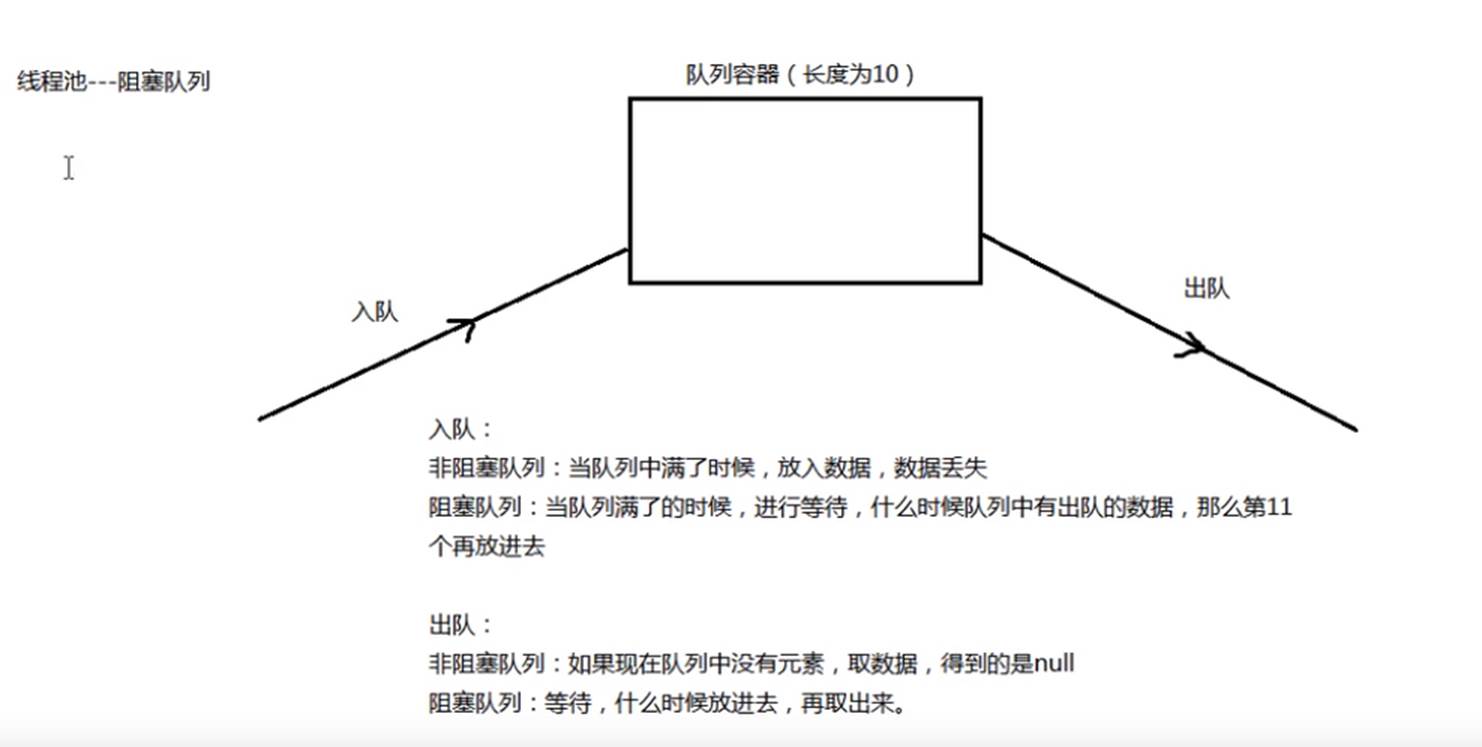 线程池---阻塞队列
队列容器（长度为10）
入队
出队
入队：
非阻塞队列：当队列中满了时候，放入数据，数据丢失
阻塞队列：当队列满了的时候，进行等待，什么时候队列中有出队的数据，那么第11
个再放进去
出队：
非阻塞队列：如果现在队列中没有元素，取数据，得到的是null
阻塞队列：等待，什么时候放进去，再取出来。